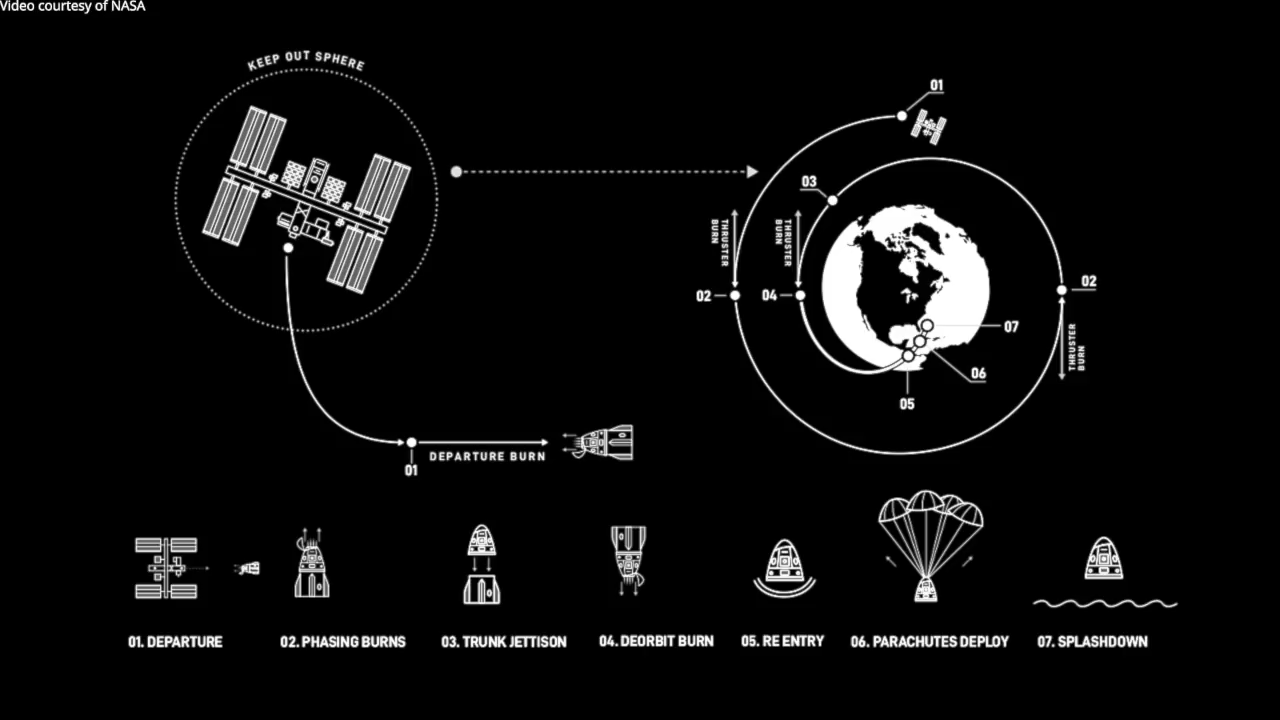 Video courtesy of NASA
KEEP OUT SPHERE
01
03
THRUSTER
BURN
THRUSTER
BURN
02
04
02
THRUSTER
BURN
07
06
05
DEPARTURE BURN
01
01. DEPARTURE
02. PHASING BURNS
03. TRUNK JETTISON
04. DEORBIT BURN
05. RE ENTRY
06. PARACHUTES DEPLOY
07. SPLASHDOWN